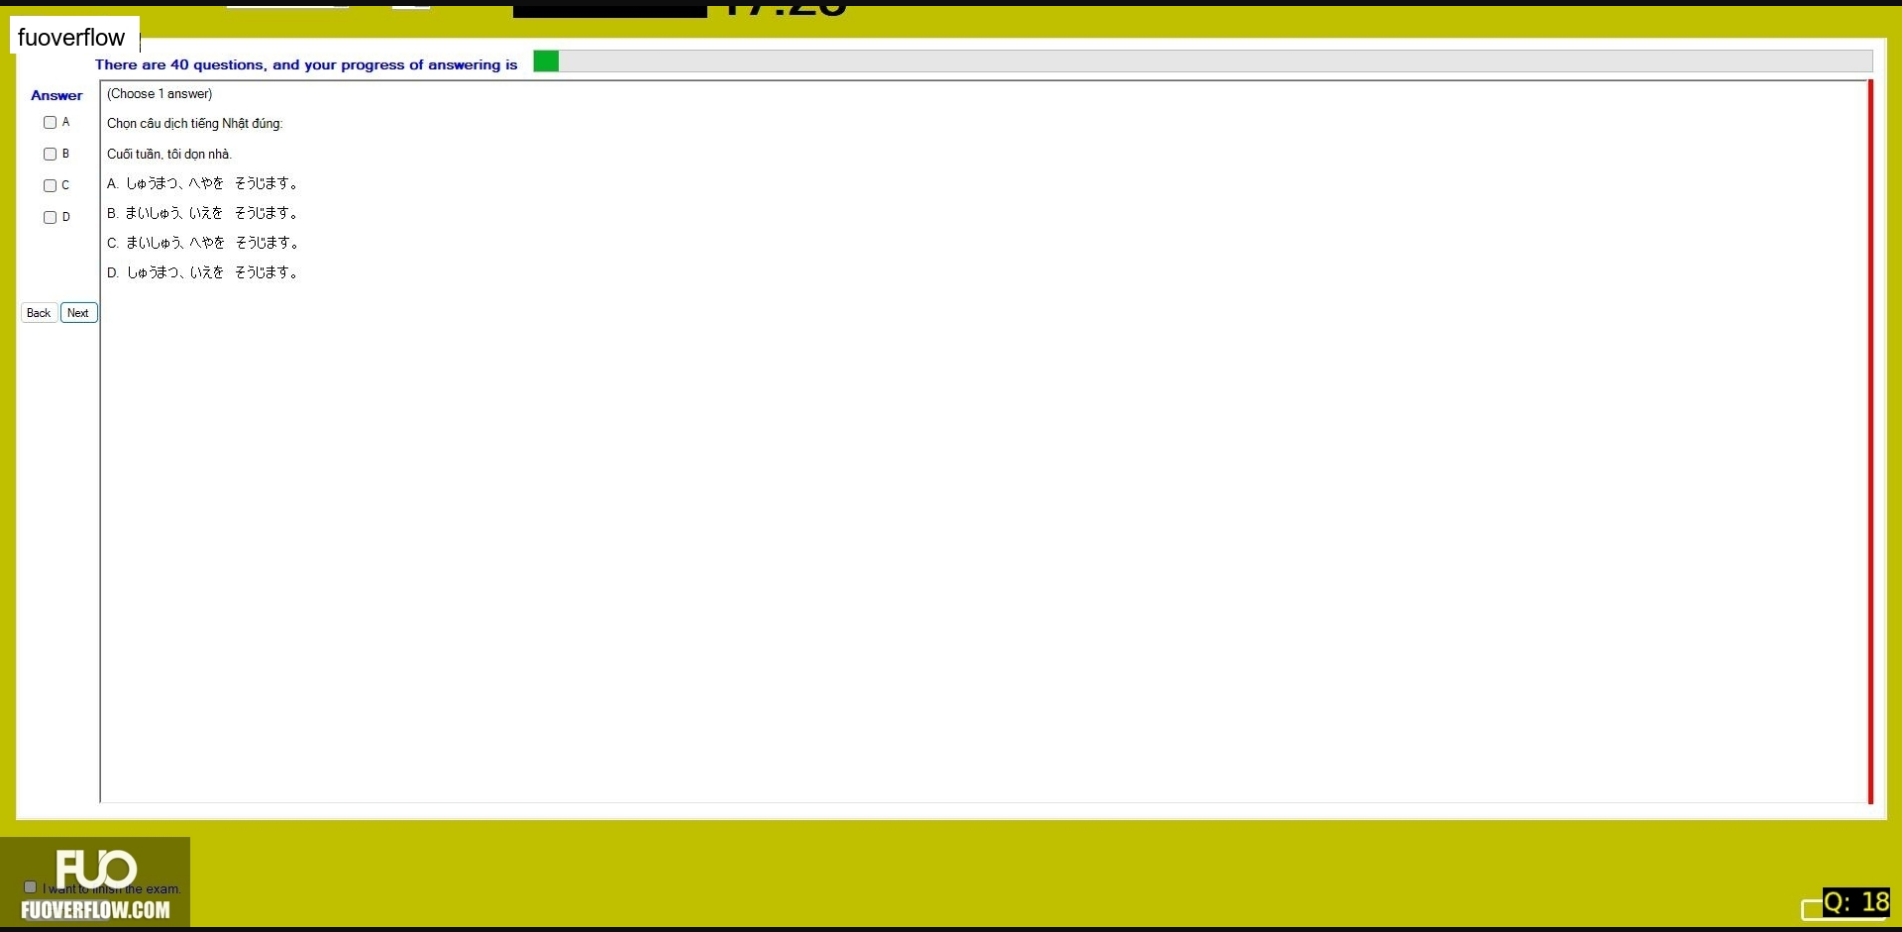 fuoverflow
There are 40 questions, and your progress of answering is
Answer
(Choose 1 answer)
A
Chọn câu dịch tiếng Nhật đúng:
B
Cuối tuần, tôi dọn nhà.
C
A. しゅうまつ、へやを そうじます。
D
B. まいしゅう、いえを そうじます。
C. まいしゅう、へやを そうじます。
D. しゅうまつ、いえを そうじます。
Back Next
FUO
I want to finish the exam.
FUOVERFLOW.COM
Q: 18